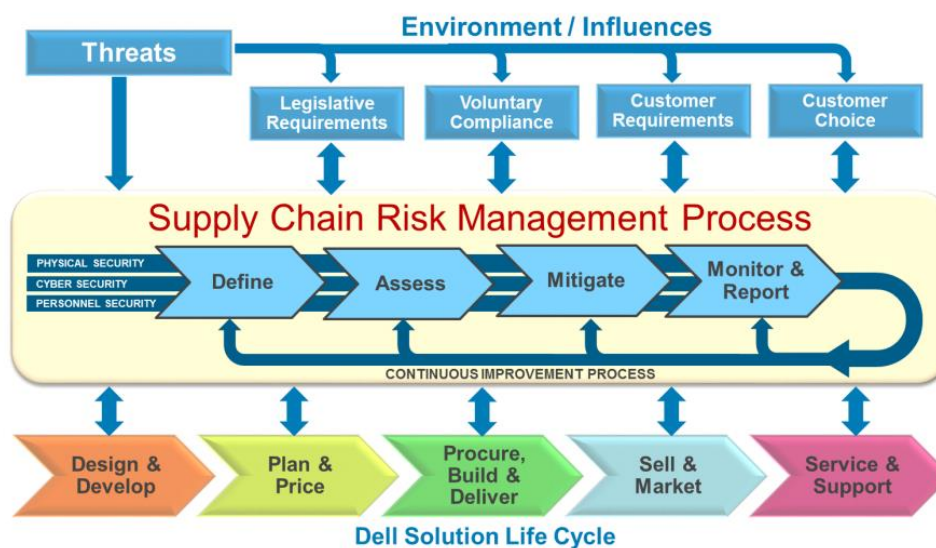 Environment / Influences
Threats
Legislative
Requirements
Voluntary
Compliance
Customer
Requirements
Customer
Choice
Supply Chain Risk Management Process
PHYSICAL SECURITY
CYBER SECURITY
PERSONNEL SECURITY
Define
Assess
Mitigate
Monitor &
Report
CONTINUOUS IMPROVEMENT PROCESS
Design &
Develop
Plan &
Price
Procure,
Build &
Deliver
Sell &
Market
Service &
Support
Dell Solution Life Cycle